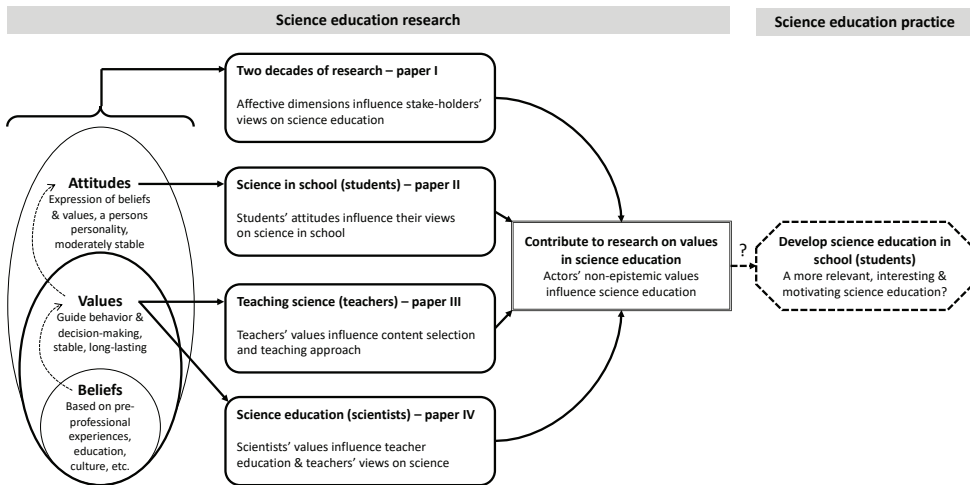 Science education research
Science education practice
Two decades of research – paper I
Affective dimensions influence stake-holders’
views on science education
Attitudes
Expression of beliefs
& values, a persons
personality,
moderately stable
Science in school (students) – paper II
Students’ attitudes influence their views
on science in school
Values
Guide behavior &
decision-making,
stable, long-lasting
Teaching science (teachers) – paper III
Teachers’ values influence content selection
and teaching approach
Beliefs
Based on pre-
professional
experiences,
education,
culture, etc.
Science education (scientists) – paper IV
Scientists’ values influence teacher
education & teachers’ views on science
Contribute to research on values
in science education
Actors’ non-epistemic values
influence science education
?
Develop science education in
school (students)
A more relevant, interesting &
motivating science education?